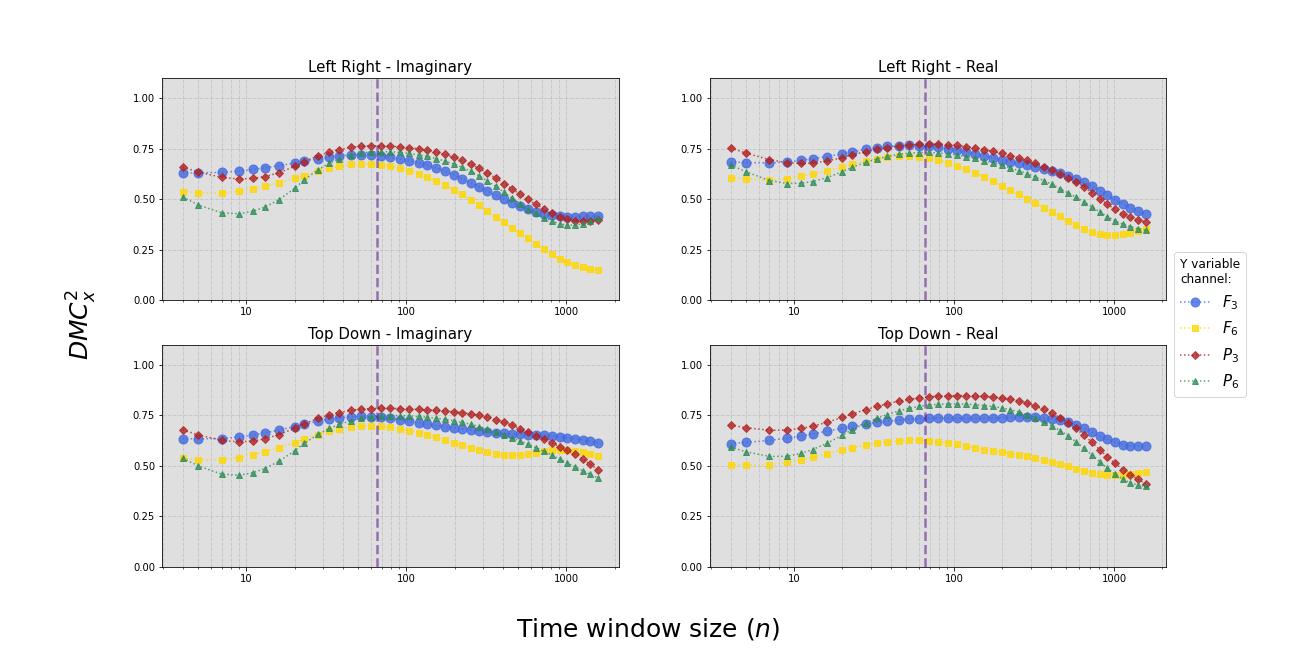 Left Right - Imaginary
1.00
0.75
0.50
0.25
0.00
10
100
1000
Left Right - Real
1.00
0.75
0.50
0.25
0.00
10
100
1000
Top Down - Imaginary
1.00
0.75
0.50
0.25
0.00
10
100
1000
Top Down - Real
1.00
0.75
0.50
0.25
0.00
10
100
1000
DMC²ₓ
Time window size (n)
Y variable
channel:
F₃
F₆
P₃
P₆